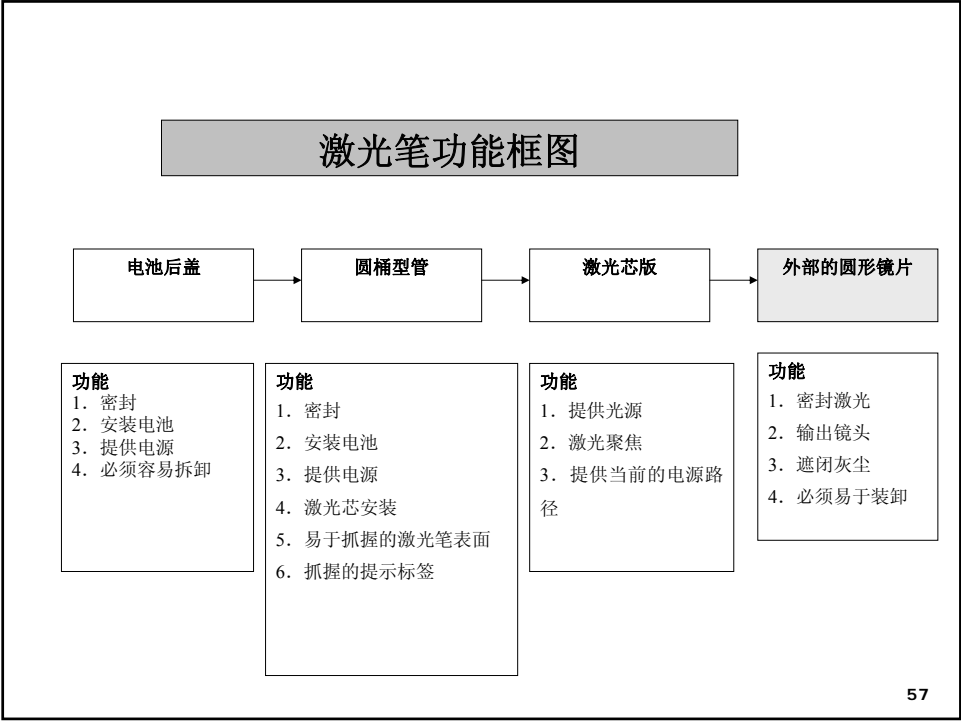 激光笔功能框图
电池后盖
圆桶型管
激光芯版
外部的圆形镜片
功能
1. 密封
2. 安装电池
3. 提供电源
4. 必须容易拆卸
功能
1. 密封
2. 安装电池
3. 提供电源
4. 激光芯安装
5. 易于抓握的激光笔表面
6. 抓握的提示标签
功能
1. 提供光源
2. 激光聚焦
3. 提供当前的电源路
径
功能
1. 密封激光
2. 输出镜头
3. 遮闭灰尘
4. 必须易于装卸
57